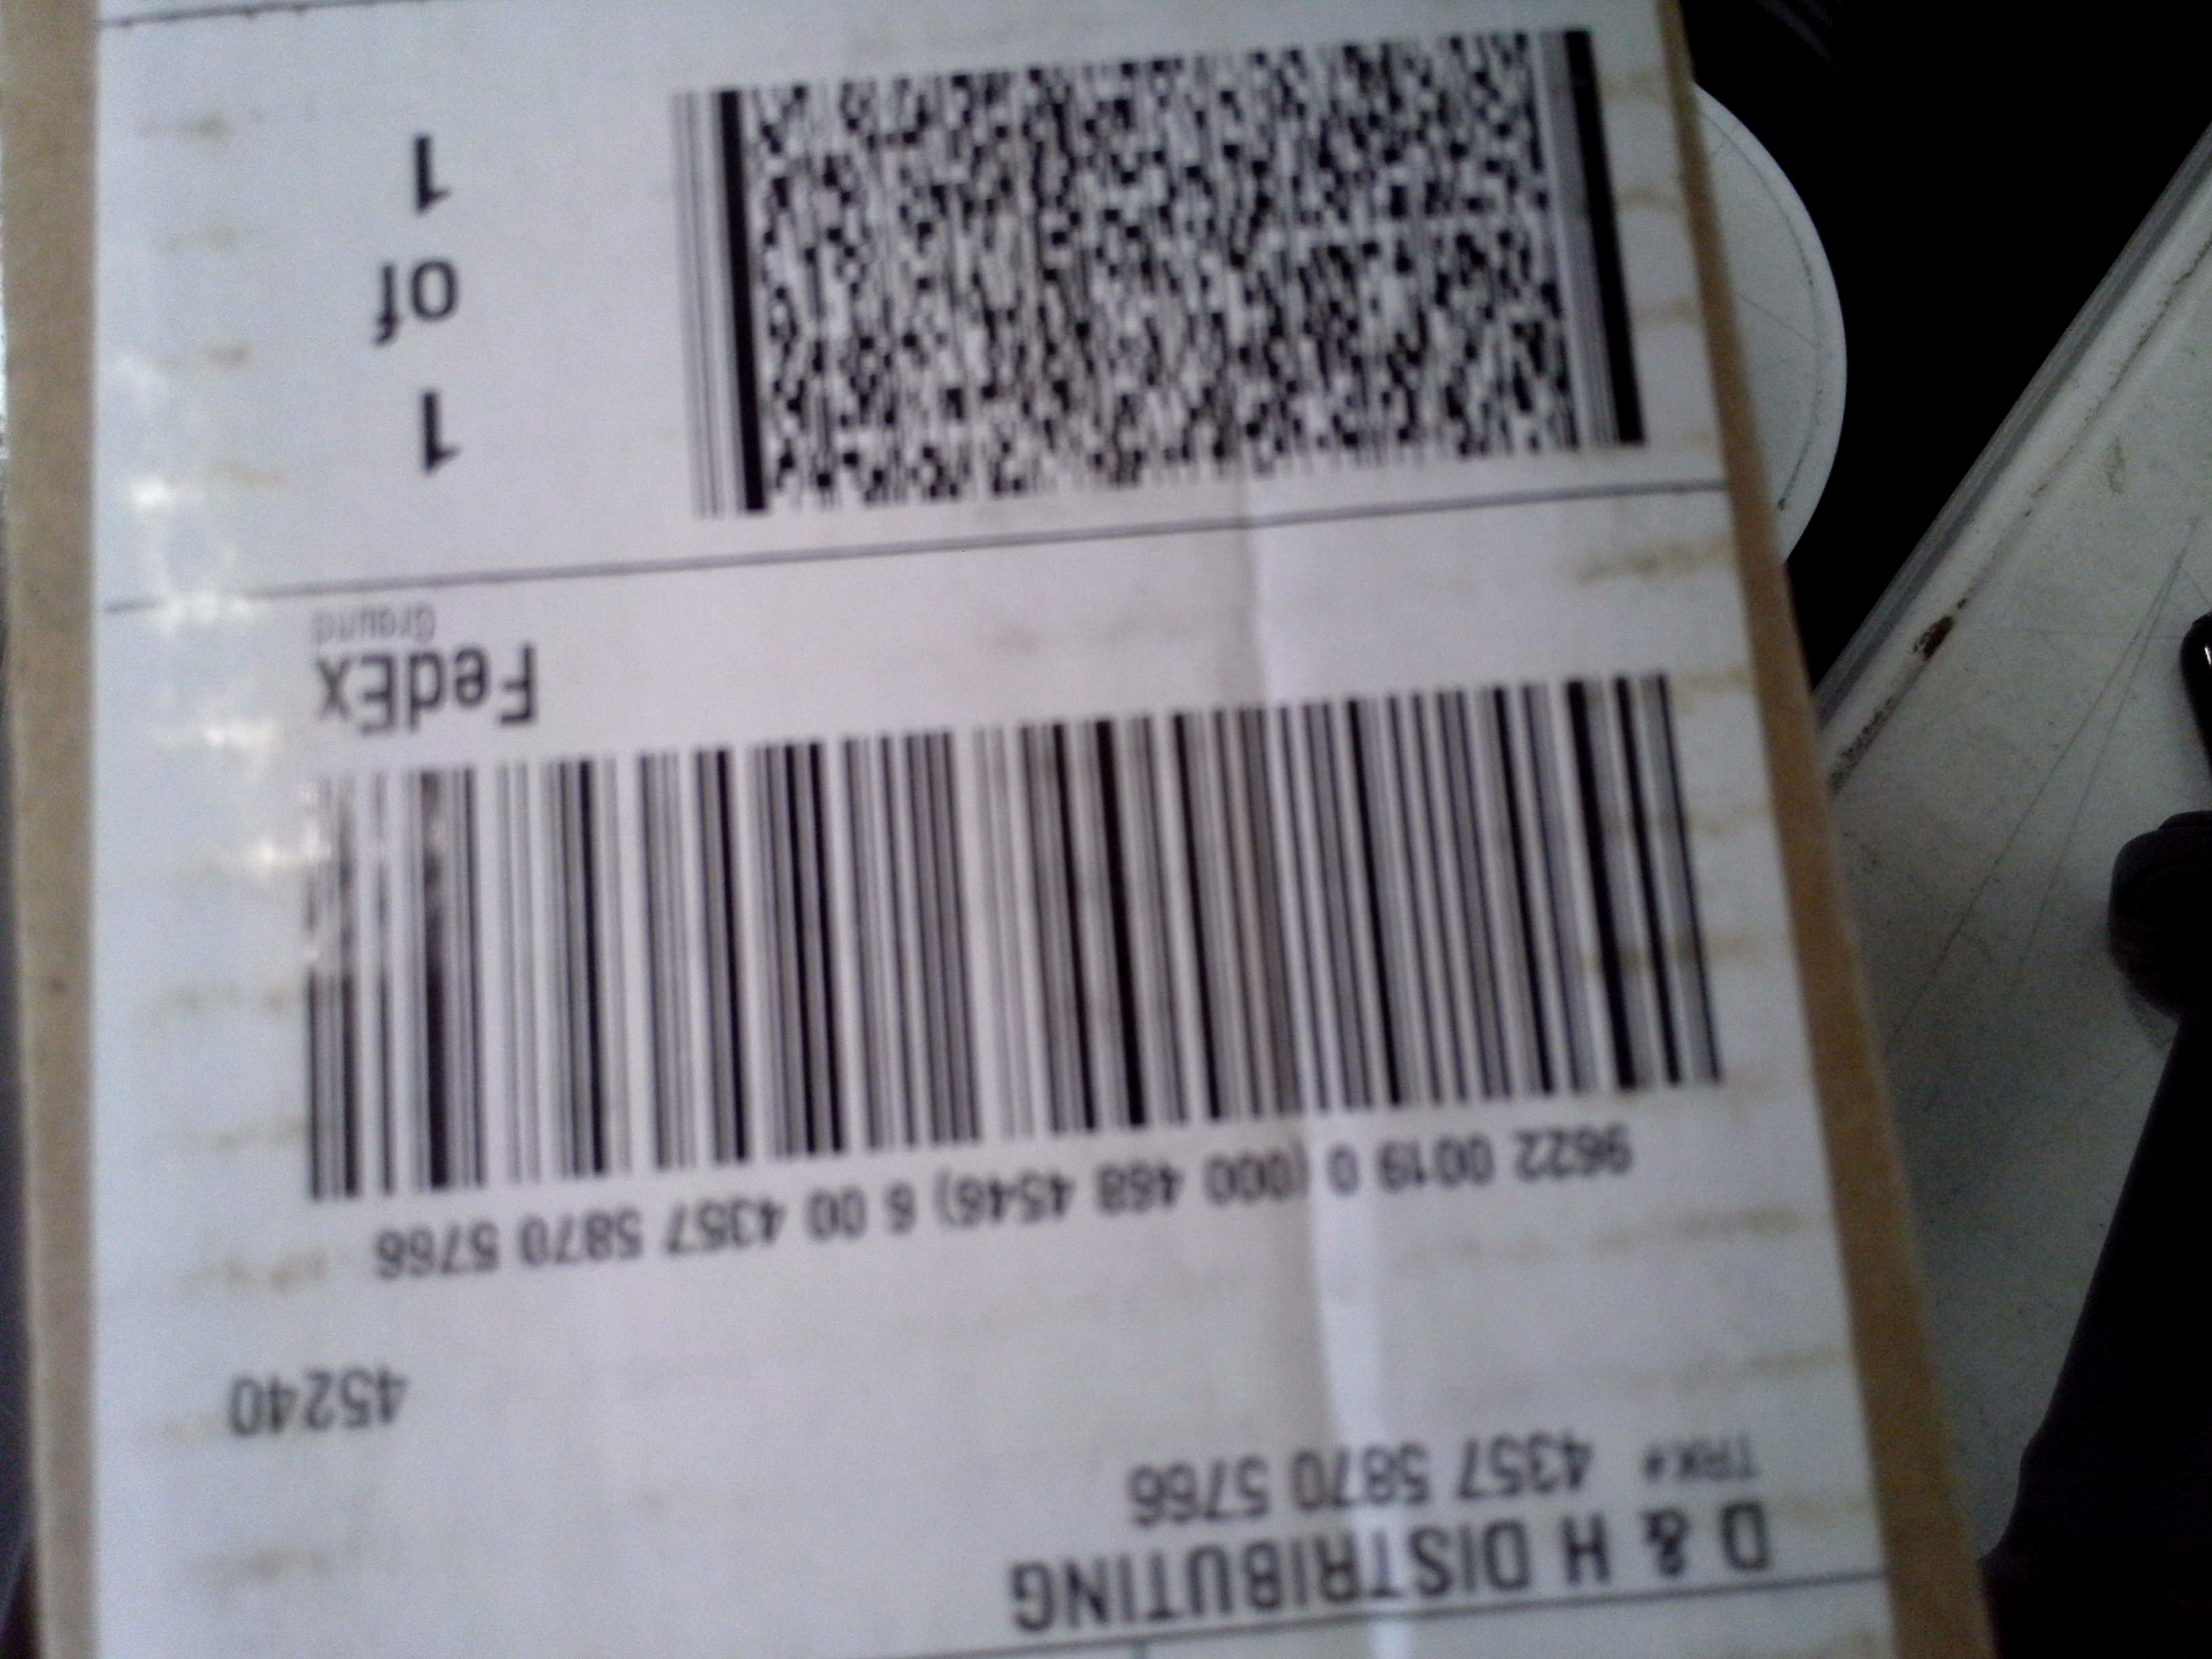 D & H DISTRIBUTING
TRK# 4357 5870 5766
45240
9622 0019 0 (000 468 4546) 6 00 4357 5870 5766
FedEx
Ground
1 of 1